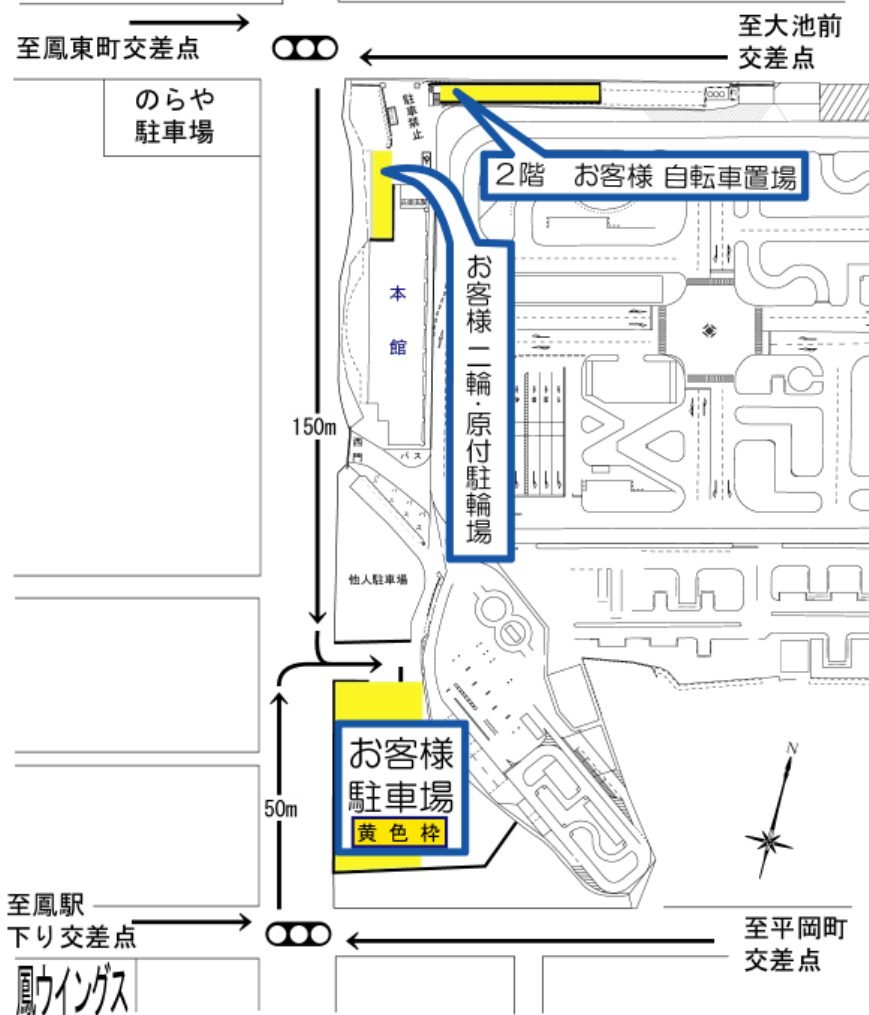 至鳳東町交差点
至大池前
交差点
のらや
駐車場
駐車禁止
2階　お客様 自転車置場
お客様 二輪・原付駐輪場
本館
150m
西門
バス
バス
バス
他人駐車場
お客様
駐車場
黄色枠
50m
N
至鳳駅
下り交差点
至平岡町
交差点
鳳ウイングス